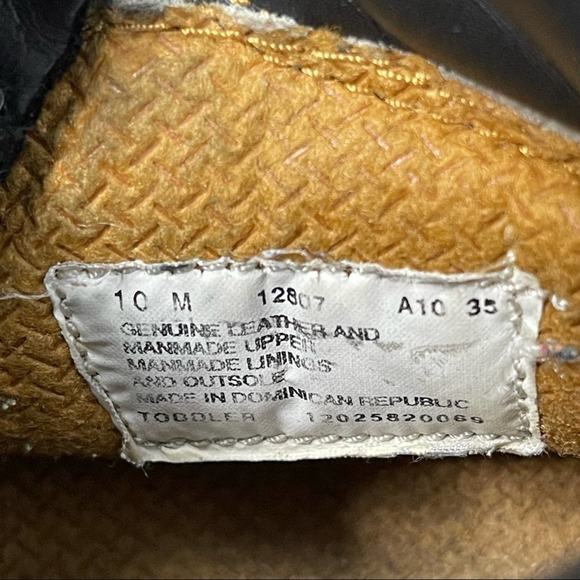 10 M 12807 A10 35
GENUINE LEATHER AND
MANMADE UPPER
MANMADE LININGS
AND OUTSOLE
MADE IN DOMINICAN REPUBLIC
TODDLER 12025820069